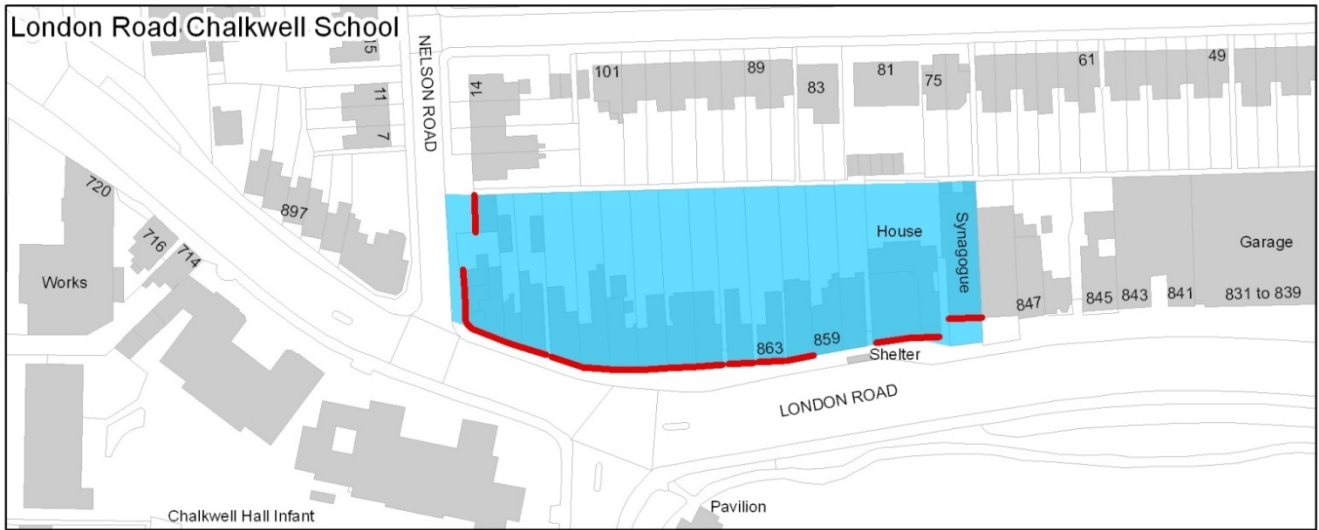 London Road Chalkwell School
NELSON ROAD
15
11
7
14
101
89
83
81
75
61
49
720
716
714
897
Works
House
Synagogue
Garage
863
859
847
845
843
841
831 to 839
Shelter
LONDON ROAD
Chalkwell Hall Infant
Pavilion